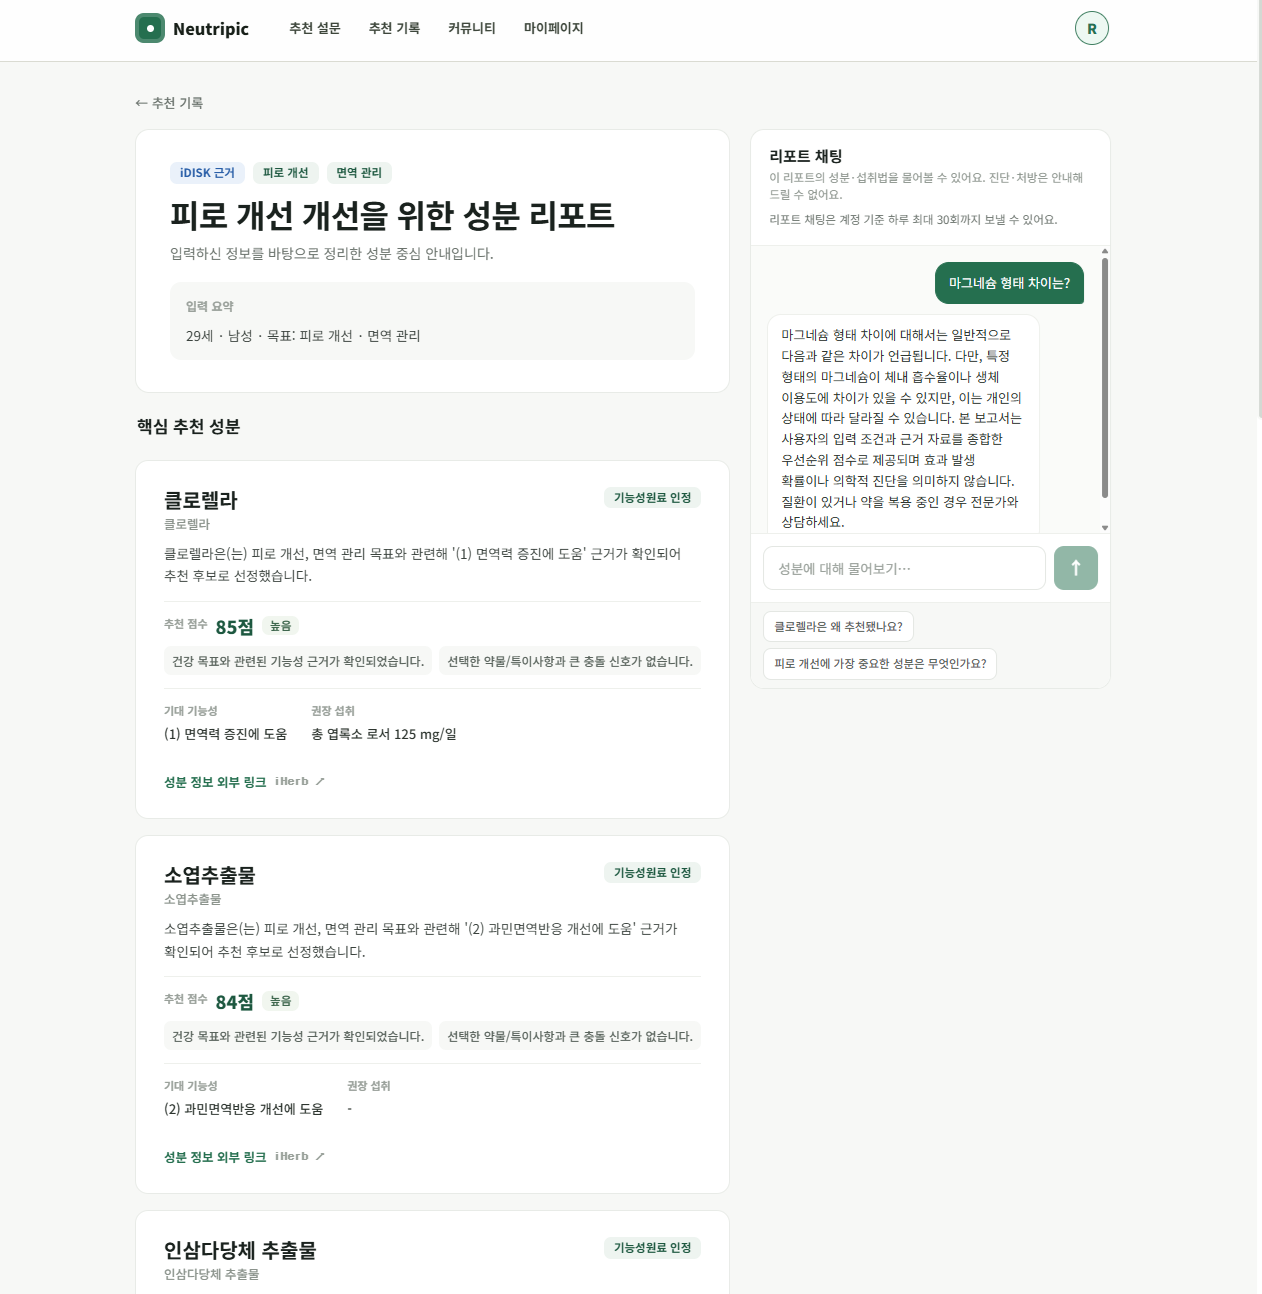 Neutripic
추천 설문
추천 기록
커뮤니티
마이페이지
R
← 추천 기록
iDISK 근거
피로 개선
면역 관리
피로 개선 개선을 위한 성분 리포트
입력하신 정보를 바탕으로 정리한 성분 중심 안내입니다.
입력 요약
29세 · 남성 · 목표: 피로 개선 · 면역 관리
핵심 추천 성분
클로렐라
기능성원료 인정
클로렐라
클로렐라은(는) 피로 개선, 면역 관리 목표와 관련해 '(1) 면역력 증진에 도움' 근거가 확인되어
추천 후보로 선정했습니다.
추천 점수 85점 높음
건강 목표와 관련된 기능성 근거가 확인되었습니다.
선택한 약물/특이사항과 큰 충돌 신호가 없습니다.
기대 기능성
권장 섭취
(1) 면역력 증진에 도움
총 엽록소 로서 125 mg/일
성분 정보 외부 링크 iHerb ↗
소엽추출물
기능성원료 인정
소엽추출물
소엽추출물은(는) 피로 개선, 면역 관리 목표와 관련해 '(2) 과민면역반응 개선에 도움' 근거가
확인되어 추천 후보로 선정했습니다.
추천 점수 84점 높음
건강 목표와 관련된 기능성 근거가 확인되었습니다.
선택한 약물/특이사항과 큰 충돌 신호가 없습니다.
기대 기능성
권장 섭취
(2) 과민면역반응 개선에 도움
-
성분 정보 외부 링크 iHerb ↗
인삼다당체 추출물
기능성원료 인정
인삼다당체 추출물
리포트 채팅
이 리포트의 성분·섭취법을 물어볼 수 있어요. 진단·처방은 안내해
드릴 수 없어요.
리포트 채팅은 계정 기준 하루 최대 30회까지 보낼 수 있어요.
마그네슘 형태 차이는?
마그네슘 형태 차이에 대해서는 일반적으로
다음과 같은 차이가 언급됩니다. 다만, 특정
형태의 마그네슘이 체내 흡수율이나 생체
이용도에 차이가 있을 수 있지만, 이는 개인의
상태에 따라 달라질 수 있습니다. 본 보고서는
사용자의 입력 조건과 근거 자료를 종합한
우선순위 점수로 제공되며 효과 발생
확률이나 의학적 진단을 의미하지 않습니다.
질환이 있거나 약을 복용 중인 경우 전문가와
상담하세요.
성분에 대해 물어보기…
↑
클로렐라은 왜 추천됐나요?
피로 개선에 가장 중요한 성분은 무엇인가요?